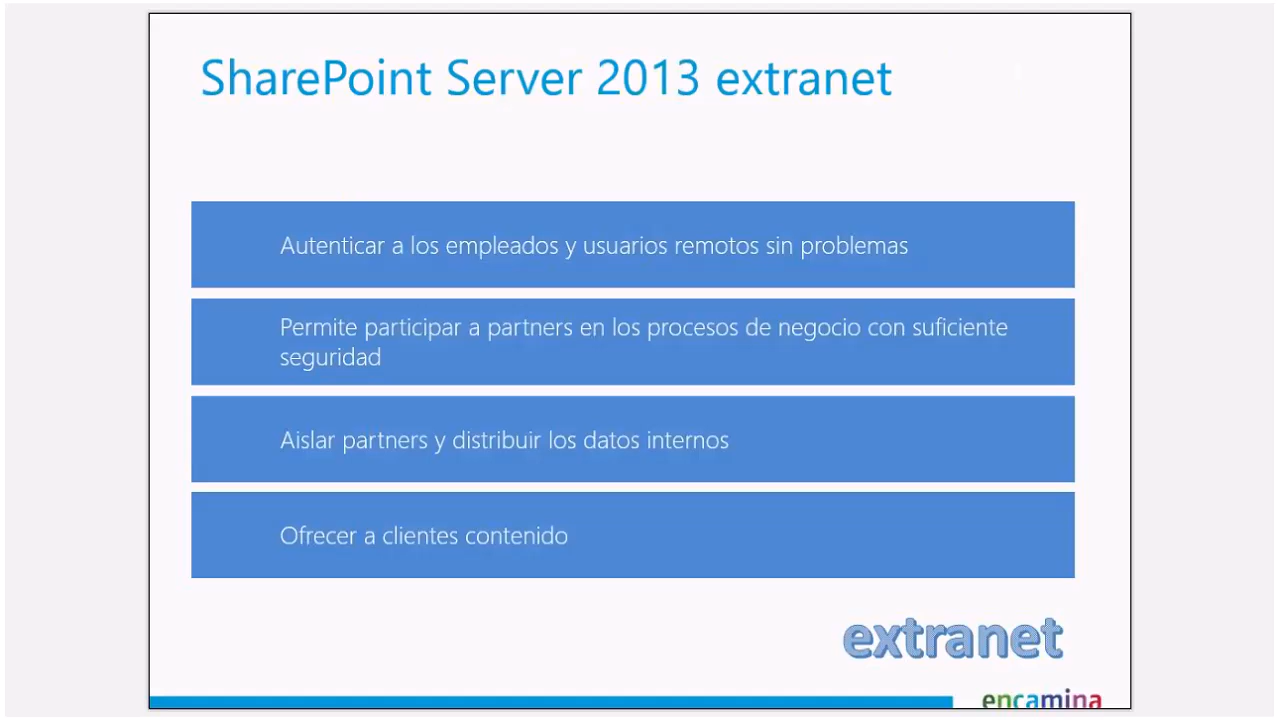 SharePoint Server 2013 extranet
Autenticar a los empleados y usuarios remotos sin problemas
Permite participar a partners en los procesos de negocio con suficiente
seguridad
Aislar partners y distribuir los datos internos
Ofrecer a clientes contenido
extranet
encamina